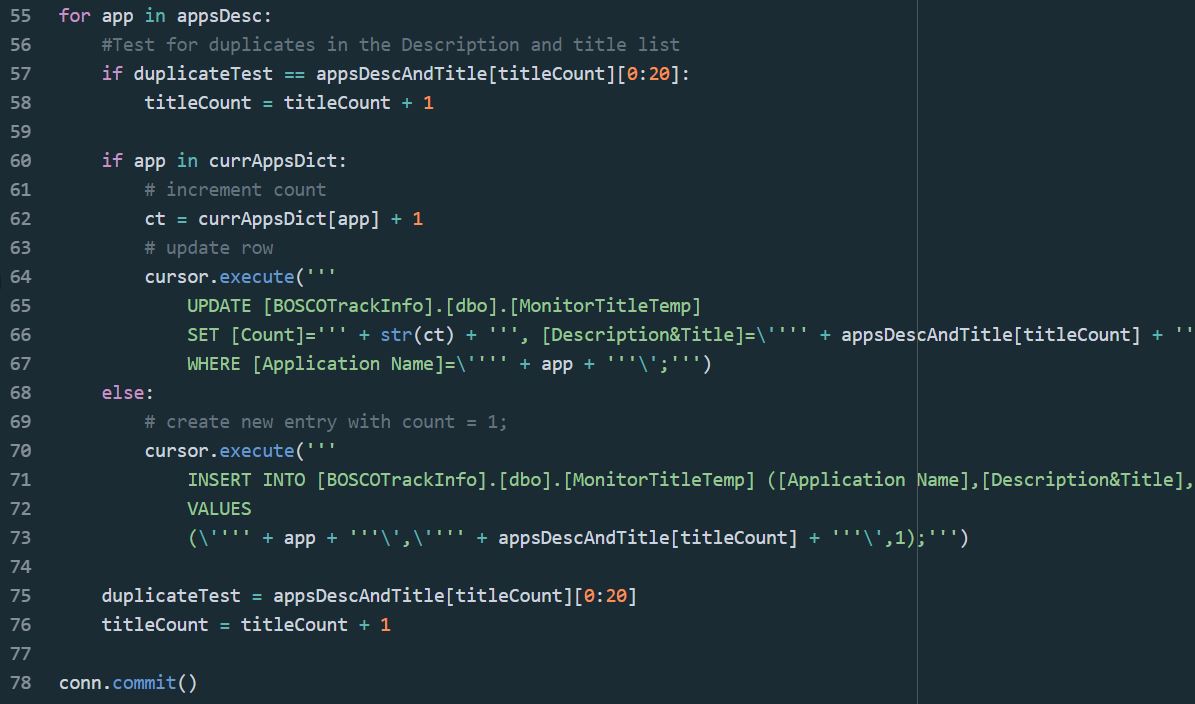 55 for app in appsDesc:
56 #Test for duplicates in the Description and title list
57 if duplicateTest == appsDescAndTitle[titleCount][0:20]:
58 titleCount = titleCount + 1
59
60 if app in currAppsDict:
61 # increment count
62 ct = currAppsDict[app] + 1
63 # update row
64 cursor.execute('''
65 UPDATE [BOSCOTrackInfo].[dbo].[MonitorTitleTemp]
66 SET [Count]=''' + str(ct) + ''', [Description&Title]=\'''' + appsDescAndTitle[titleCount] + ''
67 WHERE [Application Name]=\'''' + app + '''\';''')
68 else:
69 # create new entry with count = 1;
70 cursor.execute('''
71 INSERT INTO [BOSCOTrackInfo].[dbo].[MonitorTitleTemp] ([Application Name],[Description&Title],
72 VALUES
73 (\'''' + app + '''\',\'''' + appsDescAndTitle[titleCount] + '''\',1);''')
74
75 duplicateTest = appsDescAndTitle[titleCount][0:20]
76 titleCount = titleCount + 1
77
78 conn.commit()